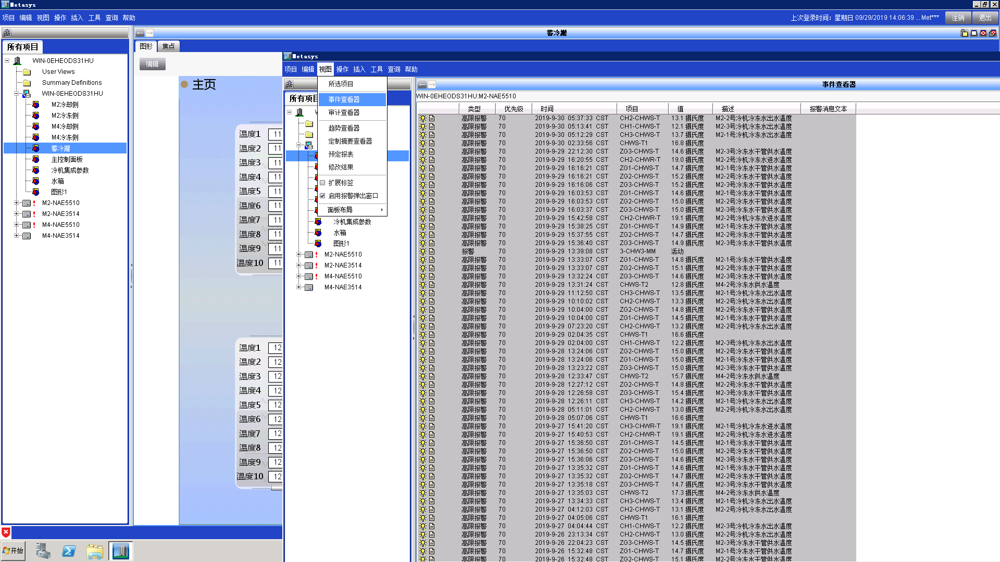 Metasys
项目 编辑 视图 操作 插入 工具 查询 帮助
上次登录时间: 星期日 09/29/2019 14:06:39 ... Met***
注销 退出
蓄冷罐
所有项目
图形 焦点
编辑
WIN-0EHEODS31HU
User Views
Summary Definitions
WIN-0EHEODS31HU
M2冷却侧
M2冷冻侧
M4冷却侧
M4冷冻侧
蓄冷罐
主控制面板
冷机集成参数
水箱
图形1
M2-NAE5510
M2-NAE3514
M4-NAE5510
M4-NAE3514
主页
温度1 11
温度2 11
温度3 11
温度4 11
温度5 11
温度6 11
温度7 11
温度8 11
温度9 11
温度10 11
温度1 12
温度2 12
温度3 12
温度4 12
温度5 12
温度6 12
温度7 12
温度8 12
温度9 12
温度10 12
Metasys
项目 编辑 视图 操作 插入 工具 查询 帮助
所有项目
所选项目
事件查看器
审计查看器
趋势查看器
定制摘要查看器
预定报表
修改结果
扩展标签
启用报警弹出窗口
面板布局
冷机集成参数
水箱
图形1
M2-NAE5510
M2-NAE3514
M4-NAE5510
M4-NAE3514
事件查看器
WIN-0EHEODS31HU:M2-NAE5510
类型 优先级 时间 项目 值 描述 报警消息文本
高限报警 70 2019-9-30 05:37:33 CST CH2-CHWS-T 13.1 摄氏度 M2-2号冷机冷冻水出水温度
高限报警 70 2019-9-30 05:13:41 CST CH1-CHWS-T 12.1 摄氏度 M2-3号冷机冷冻水出水温度
高限报警 70 2019-9-30 05:12:29 CST CH3-CHWS-T 13.7 摄氏度 M2-1号冷机冷冻水出水温度
高限报警 70 2019-9-30 02:33:56 CST CHWS-T1 16.8 摄氏度
高限报警 70 2019-9-29 22:12:30 CST ZG3-CHWS-T 14.6 摄氏度 M2-3号冷冻水干管供水温度
高限报警 70 2019-9-29 16:20:55 CST CH2-CHWR-T 19.0 摄氏度 M2-2号冷机冷冻水进水温度
高限报警 70 2019-9-29 16:16:21 CST ZG1-CHWS-T 14.7 摄氏度 M2-1号冷冻水干管供水温度
高限报警 70 2019-9-29 16:16:21 CST ZG2-CHWS-T 15.2 摄氏度 M2-2号冷冻水干管供水温度
高限报警 70 2019-9-29 16:16:06 CST ZG3-CHWS-T 15.2 摄氏度 M2-3号冷冻水干管供水温度
高限报警 70 2019-9-29 16:03:53 CST ZG1-CHWS-T 14.6 摄氏度 M2-1号冷冻水干管供水温度
高限报警 70 2019-9-29 16:03:53 CST ZG2-CHWS-T 15.0 摄氏度 M2-2号冷冻水干管供水温度
高限报警 70 2019-9-29 16:03:37 CST ZG3-CHWS-T 15.0 摄氏度 M2-3号冷冻水干管供水温度
高限报警 70 2019-9-29 15:42:58 CST CH2-CHWR-T 19.1 摄氏度 M2-2号冷机冷冻水进水温度
高限报警 70 2019-9-29 15:38:25 CST ZG1-CHWS-T 14.9 摄氏度 M2-1号冷冻水干管供水温度
高限报警 70 2019-9-29 15:37:55 CST ZG2-CHWS-T 14.7 摄氏度 M2-2号冷冻水干管供水温度
高限报警 70 2019-9-29 15:36:40 CST ZG3-CHWS-T 14.9 摄氏度 M2-3号冷冻水干管供水温度
报警 70 2019-9-29 13:39:08 CST 3-CHW3-MM 活动
高限报警 70 2019-9-29 13:33:07 CST ZG1-CHWS-T 14.8 摄氏度 M2-1号冷冻水干管供水温度
高限报警 70 2019-9-29 13:33:07 CST ZG2-CHWS-T 15.1 摄氏度 M2-2号冷冻水干管供水温度
高限报警 70 2019-9-29 13:32:24 CST ZG3-CHWS-T 14.6 摄氏度 M2-3号冷冻水干管供水温度
高限报警 70 2019-9-29 13:31:24 CST CHWS-T2 12.8 摄氏度 M4-2号冷冻水供水温度
高限报警 70 2019-9-29 11:12:50 CST CH3-CHWS-T 13.5 摄氏度 M2-1号冷机冷冻水出水温度
高限报警 70 2019-9-29 10:10:02 CST CH2-CHWS-T 13.3 摄氏度 M2-2号冷机冷冻水出水温度
高限报警 70 2019-9-29 10:04:00 CST ZG2-CHWS-T 14.8 摄氏度 M2-2号冷冻水干管供水温度
高限报警 70 2019-9-29 10:04:00 CST ZG1-CHWS-T 14.5 摄氏度 M2-1号冷冻水干管供水温度
高限报警 70 2019-9-29 07:23:20 CST CH2-CHWS-T 13.2 摄氏度 M2-2号冷机冷冻水出水温度
高限报警 70 2019-9-29 02:04:35 CST CHWS-T1 16.6 摄氏度
高限报警 70 2019-9-29 02:04:00 CST CH1-CHWS-T 12.2 摄氏度 M2-3号冷机冷冻水出水温度
高限报警 70 2019-9-28 13:24:06 CST ZG2-CHWS-T 15.0 摄氏度 M2-2号冷冻水干管供水温度
高限报警 70 2019-9-28 13:24:06 CST ZG1-CHWS-T 15.0 摄氏度 M2-1号冷冻水干管供水温度
高限报警 70 2019-9-28 13:23:22 CST ZG3-CHWS-T 15.0 摄氏度 M2-3号冷冻水干管供水温度
高限报警 70 2019-9-28 12:33:47 CST CHWS-T2 15.7 摄氏度 M4-2号冷冻水供水温度
高限报警 70 2019-9-28 12:27:12 CST ZG2-CHWS-T 14.8 摄氏度 M2-2号冷冻水干管供水温度
高限报警 70 2019-9-28 12:26:58 CST ZG3-CHWS-T 15.4 摄氏度 M2-3号冷冻水干管供水温度
高限报警 70 2019-9-28 12:26:11 CST CH3-CHWS-T 14.2 摄氏度 M2-1号冷机冷冻水出水温度
高限报警 70 2019-9-28 05:11:01 CST CH2-CHWS-T 13.0 摄氏度 M2-2号冷机冷冻水出水温度
高限报警 70 2019-9-28 05:07:06 CST CHWS-T1 16.6 摄氏度
高限报警 70 2019-9-27 15:41:20 CST CH3-CHWR-T 19.1 摄氏度 M2-1号冷机冷冻水进水温度
高限报警 70 2019-9-27 15:40:53 CST CH2-CHWR-T 19.1 摄氏度 M2-2号冷机冷冻水进水温度
高限报警 70 2019-9-27 15:36:50 CST ZG1-CHWS-T 14.5 摄氏度 M2-1号冷冻水干管供水温度
高限报警 70 2019-9-27 15:36:50 CST ZG2-CHWS-T 15.0 摄氏度 M2-2号冷冻水干管供水温度
高限报警 70 2019-9-27 15:36:06 CST ZG3-CHWS-T 14.6 摄氏度 M2-3号冷冻水干管供水温度
高限报警 70 2019-9-27 13:35:32 CST ZG1-CHWS-T 14.6 摄氏度 M2-1号冷冻水干管供水温度
高限报警 70 2019-9-27 13:35:32 CST ZG2-CHWS-T 14.7 摄氏度 M2-2号冷冻水干管供水温度
高限报警 70 2019-9-27 13:35:18 CST ZG3-CHWS-T 14.7 摄氏度 M2-3号冷冻水干管供水温度
高限报警 70 2019-9-27 13:35:03 CST CHWS-T2 17.3 摄氏度 M4-2号冷冻水供水温度
高限报警 70 2019-9-27 13:34:33 CST CH3-CHWS-T 13.4 摄氏度 M2-1号冷机冷冻水出水温度
高限报警 70 2019-9-27 04:12:03 CST CH2-CHWS-T 13.1 摄氏度 M2-2号冷机冷冻水出水温度
高限报警 70 2019-9-27 04:05:06 CST CHWS-T1 16.1 摄氏度
高限报警 70 2019-9-27 04:04:44 CST CH1-CHWS-T 12.2 摄氏度 M2-3号冷机冷冻水出水温度
高限报警 70 2019-9-26 23:13:34 CST CH2-CHWS-T 13.0 摄氏度 M2-2号冷机冷冻水出水温度
高限报警 70 2019-9-26 22:04:23 CST ZG3-CHWS-T 14.5 摄氏度 M2-3号冷冻水干管供水温度
高限报警 70 2019-9-26 15:32:48 CST ZG1-CHWS-T 14.7 摄氏度 M2-1号冷冻水干管供水温度
高限报警 70 2019-9-26 15:32:48 CST ZG2-CHWS-T 15.1 摄氏度 M2-2号冷冻水干管供水温度
开始